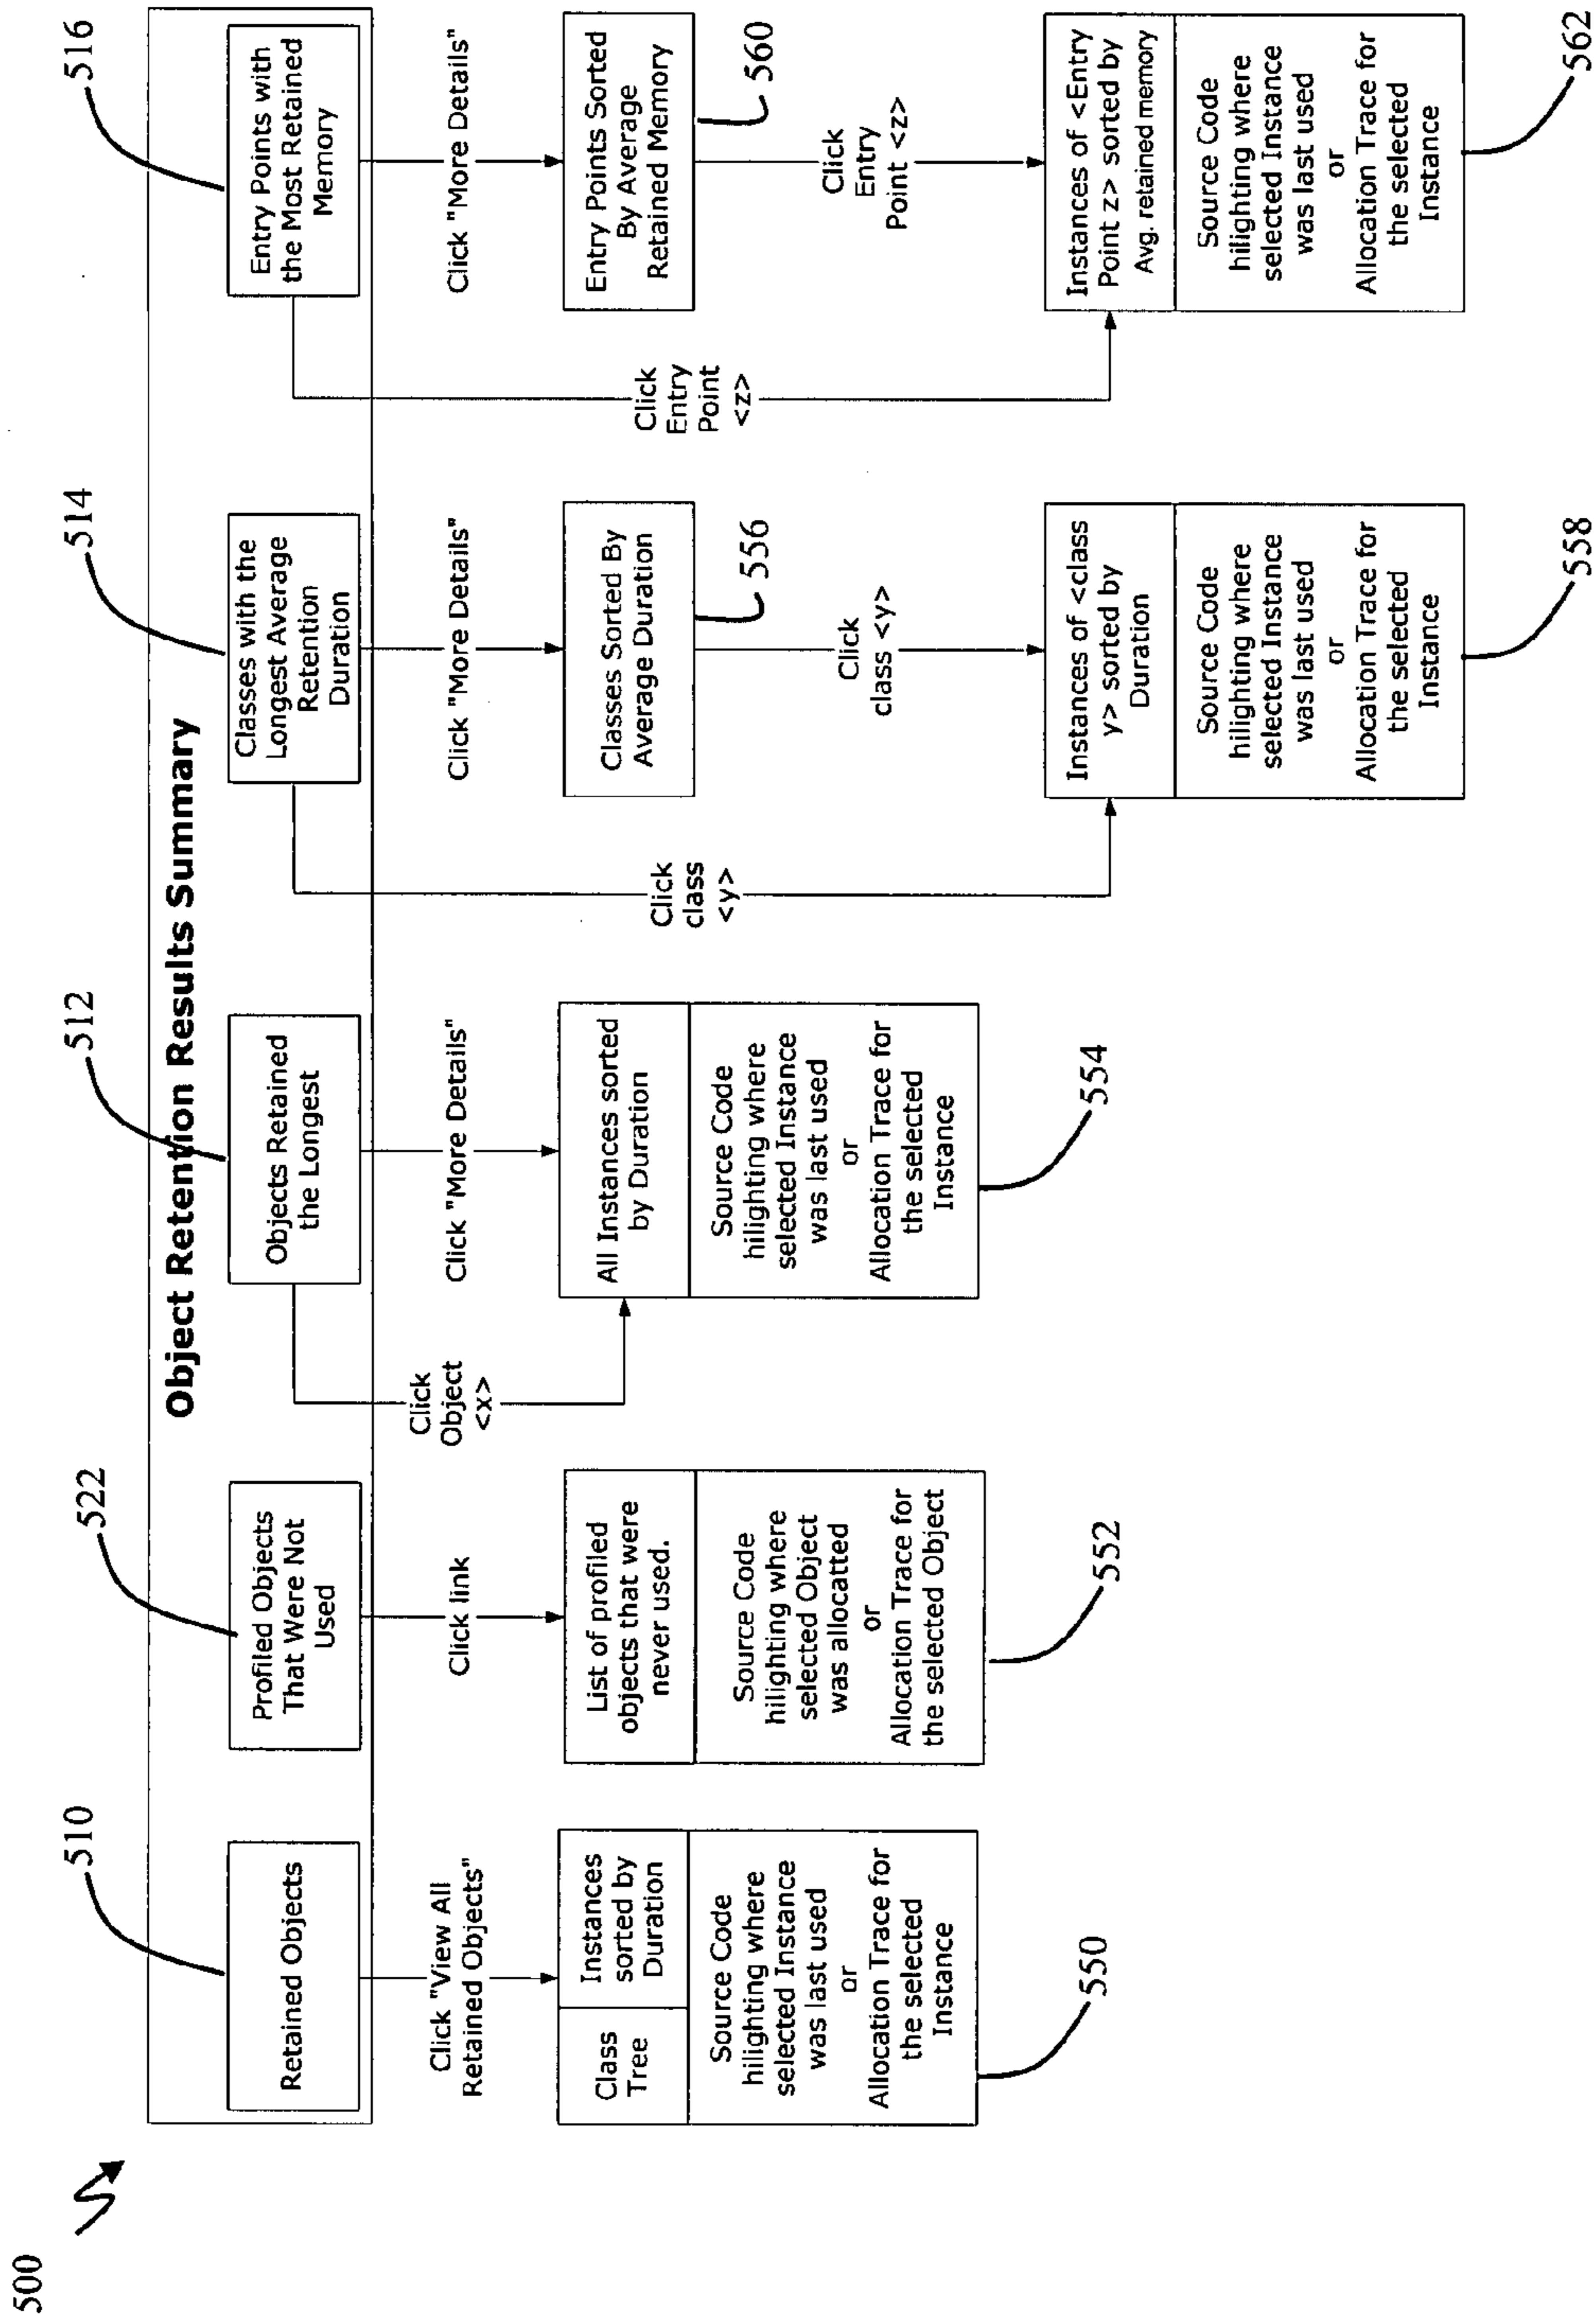 500
Object Retention Results Summary
510
Retained Objects
Click "View All
Retained Objects"
Class
Tree
Instances
sorted by
Duration
Source Code
hilighting where
selected Instance
was last used
or
Allocation Trace for
the selected
Instance
550
522
Profiled Objects
That Were Not
Used
Click link
List of profiled
objects that were
never used.
Source Code
hilighting where
selected Object
was allocatted
or
Allocation Trace for
the selected Object
552
512
Objects Retained
the Longest
Click "More Details"
Click
Object
<x>
All Instances sorted
by Duration
Source Code
hilighting where
selected Instance
was last used
or
Allocation Trace for
the selected
Instance
554
514
Classes with the
Longest Average
Retention
Duration
Click "More Details"
Classes Sorted By
Average Duration
556
Click
class <y>
Click
class
<y>
Instances of <class
y> sorted by
Duration
Source Code
hilighting where
selected Instance
was last used
or
Allocation Trace for
the selected
Instance
558
516
Entry Points with
the Most Retained
Memory
Click "More Details"
Entry Points Sorted
By Average
Retained Memory
560
Click
Entry
Point <z>
Click
Entry
Point
<z>
Instances of <Entry
Point z> sorted by
Avg. retained memory
Source Code
hilighting where
selected Instance
was last used
or
Allocation Trace for
the selected
Instance
562